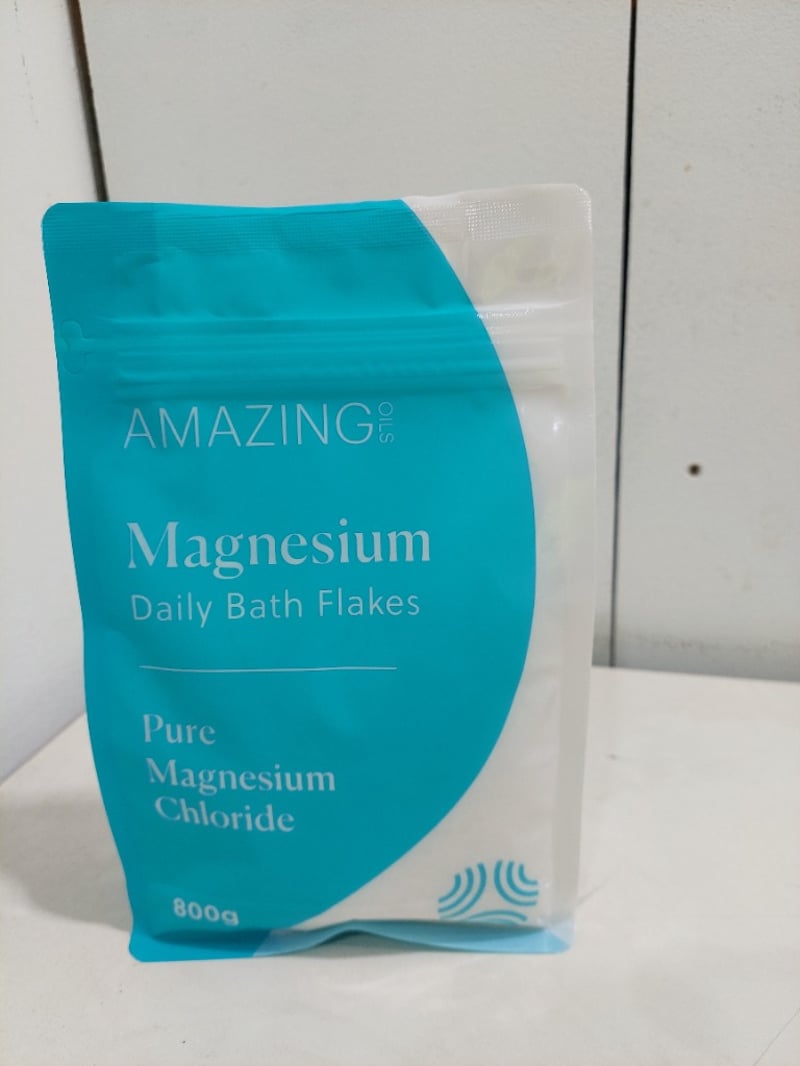 AMAZING OILS
Magnesium
Daily Bath Flakes
Pure
Magnesium
Chloride
800g